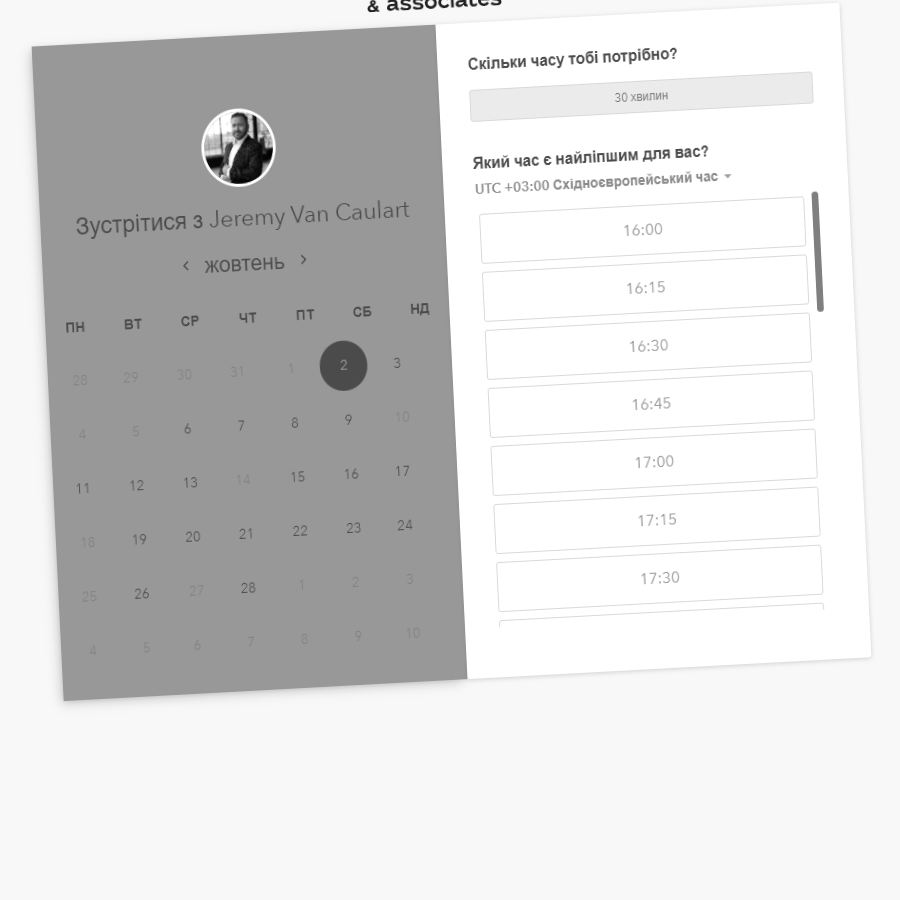 & associates
Зустрітися з Jeremy Van Caulart
жовтень
ПН ВТ СР ЧТ ПТ СБ НД
28 29 30 31 1 2 3
4 5 6 7 8 9 10
11 12 13 14 15 16 17
18 19 20 21 22 23 24
25 26 27 28 1 2 3
4 5 6 7 8 9 10
Скільки часу тобі потрібно?
30 хвилин
Який час є найліпшим для вас?
UTC +03:00 Східноєвропейський час
16:00
16:15
16:30
16:45
17:00
17:15
17:30